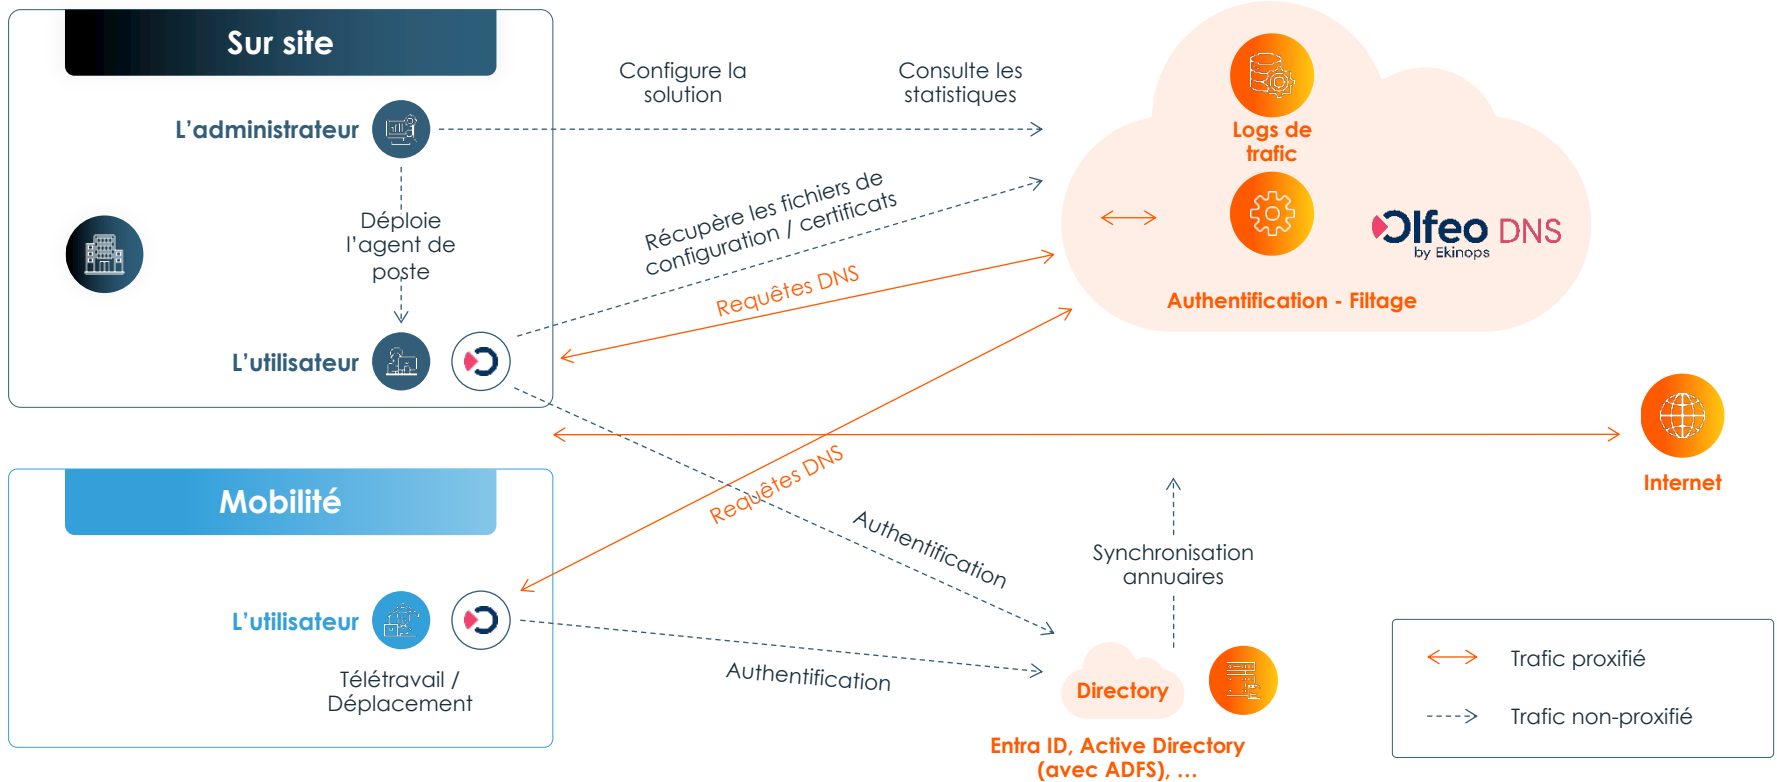 Sur site
L'administrateur
Déploie
l'agent de
poste
L'utilisateur
Configure la
solution
Consulte les
statistiques
Récupère les fichiers de
configuration / certificats
Requêtes DNS
Logs de
trafic
Olfeo DNS
by Ekinops
Authentification - Filtage
Internet
Mobilité
L'utilisateur
Télétravail /
Déplacement
Requêtes DNS
Authentification
Authentification
Synchronisation
annuaires
Directory
Entra ID, Active Directory
(avec ADFS), ...
Trafic proxifié
Trafic non-proxifié